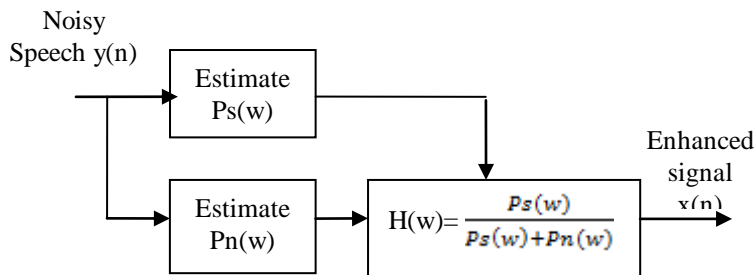 Noisy
Speech y(n)
Estimate
Ps(w)
Enhanced
signal
x(n)
Estimate
Pn(w)
H(w)= Ps(w)
Ps(w)+Pn(w)